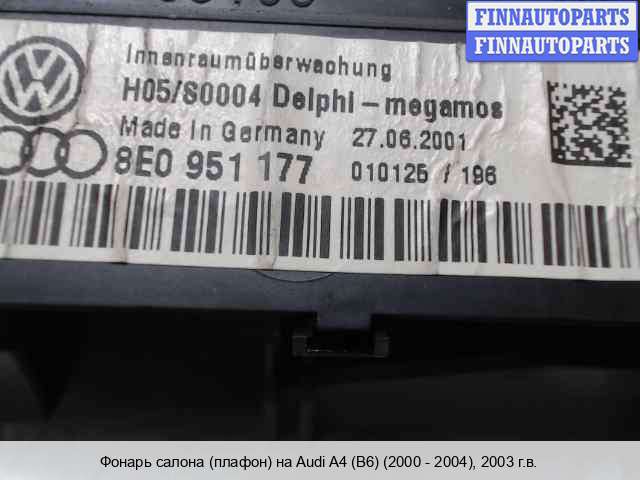 FINNAUTOPARTS
FINNAUTOPARTS
Innenraumüberwachung
H05/S0004 Delphi - megamos
Made in Germany 27.06.2001
8E0 951 177 010125 / 196
Фонарь салона (плафон) на Audi A4 (B6) (2000 - 2004), 2003 г.в.